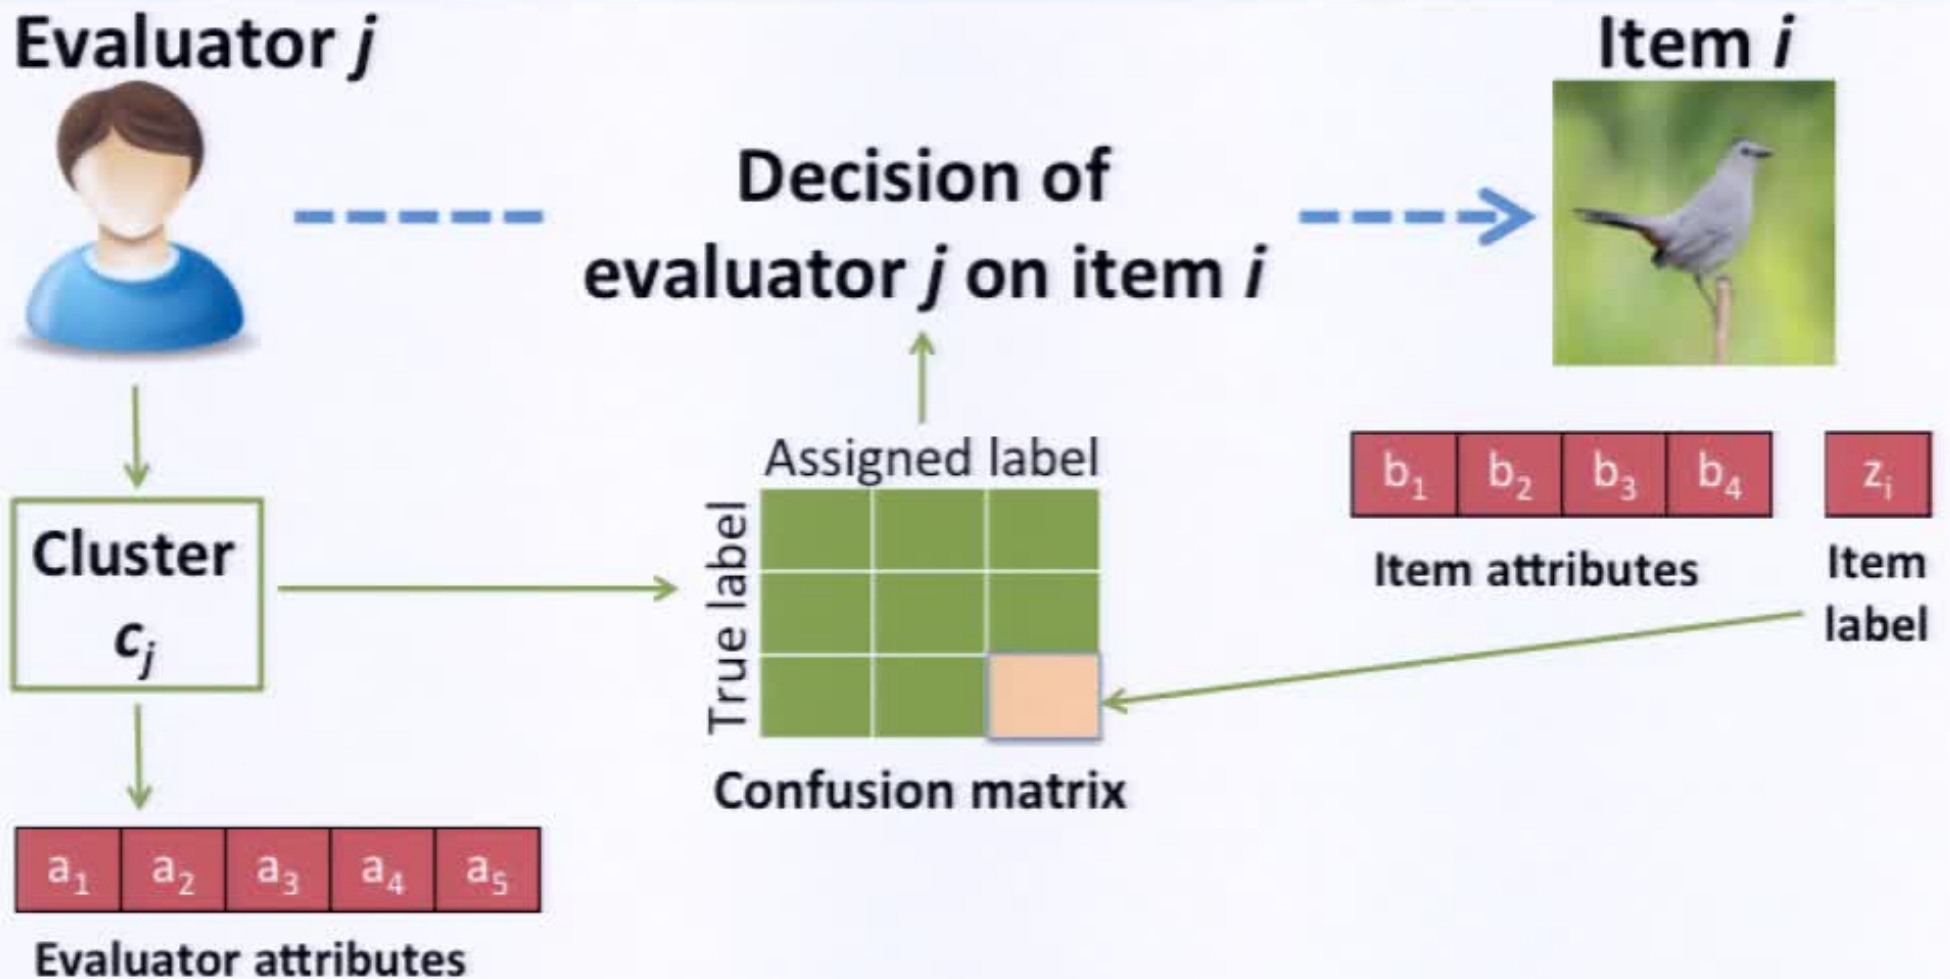 Evaluator j
Item i
Decision of
evaluator j on item i
Assigned label
True label
Confusion matrix
Cluster
cⱼ
a₁ a₂ a₃ a₄ a₅
Evaluator attributes
b₁ b₂ b₃ b₄
Item attributes
zᵢ
Item
label